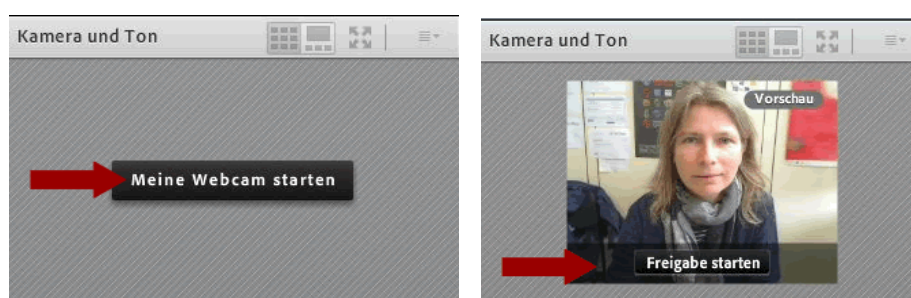 Kamera und Ton
Meine Webcam starten
Kamera und Ton
Vorschau
Freigabe starten